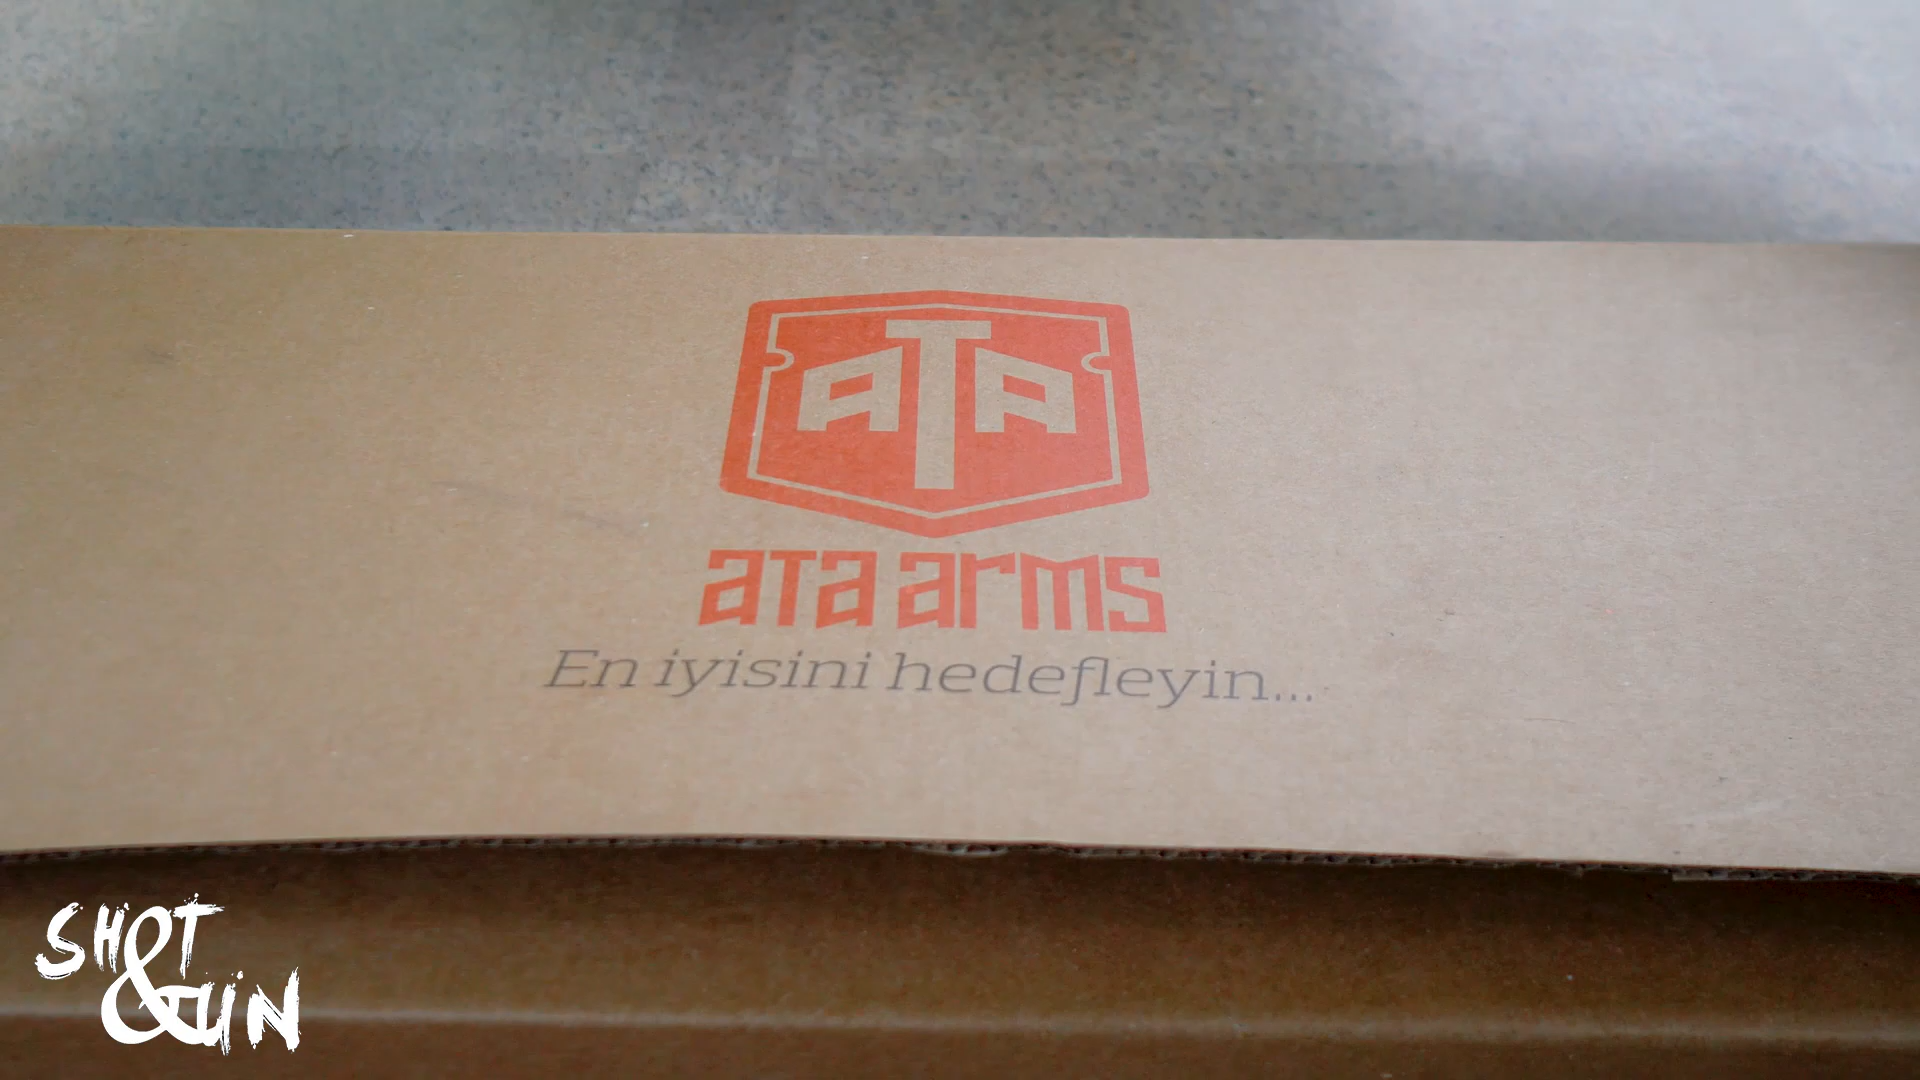 ATA
ata arms
En iyisini hedefleyin...
SHOT
& GUN